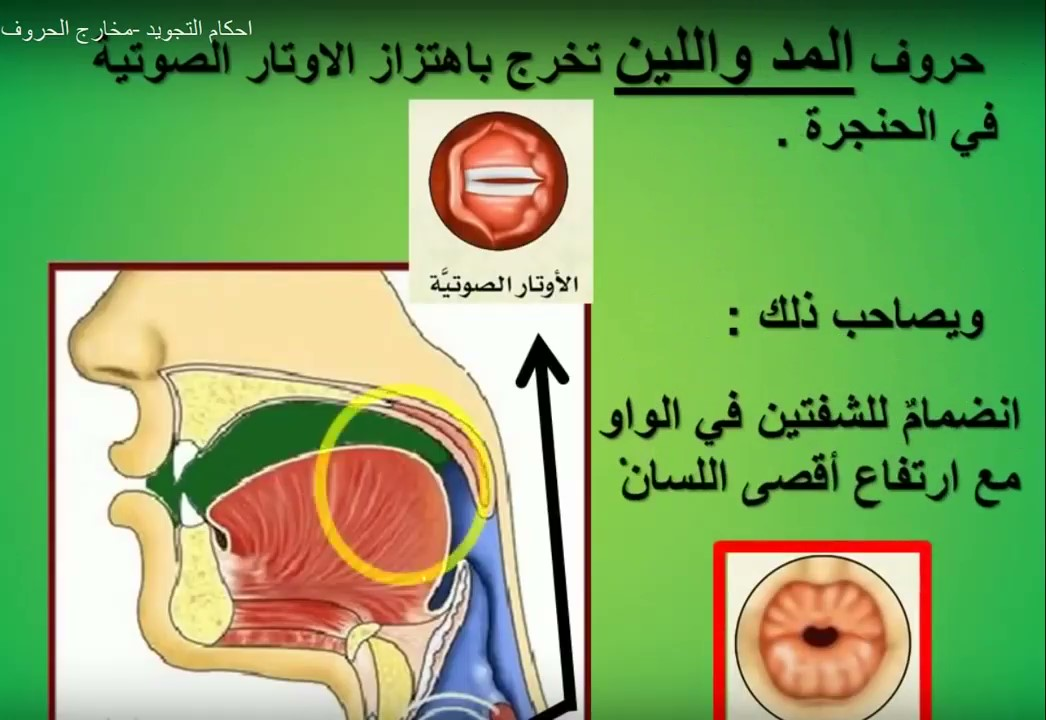 احكام التجويد -مخارج الحروف
حروف المد واللين تخرج باهتزاز الاوتار الصوتية
في الحنجرة .
الأوتار الصوتيَّة
ويصاحب ذلك :
انضمامٌ للشفتين في الواو
مع ارتفاع أقصى اللسان